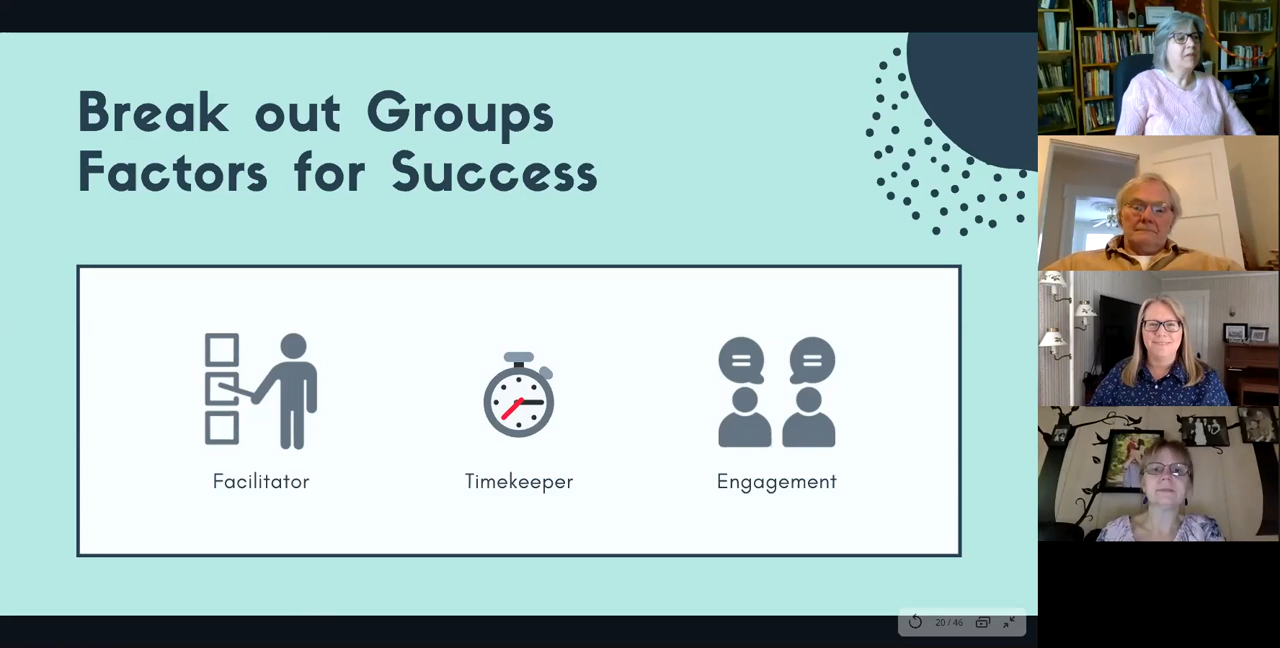 Break out Groups
Factors for Success
Facilitator
Timekeeper
Engagement
20 / 46